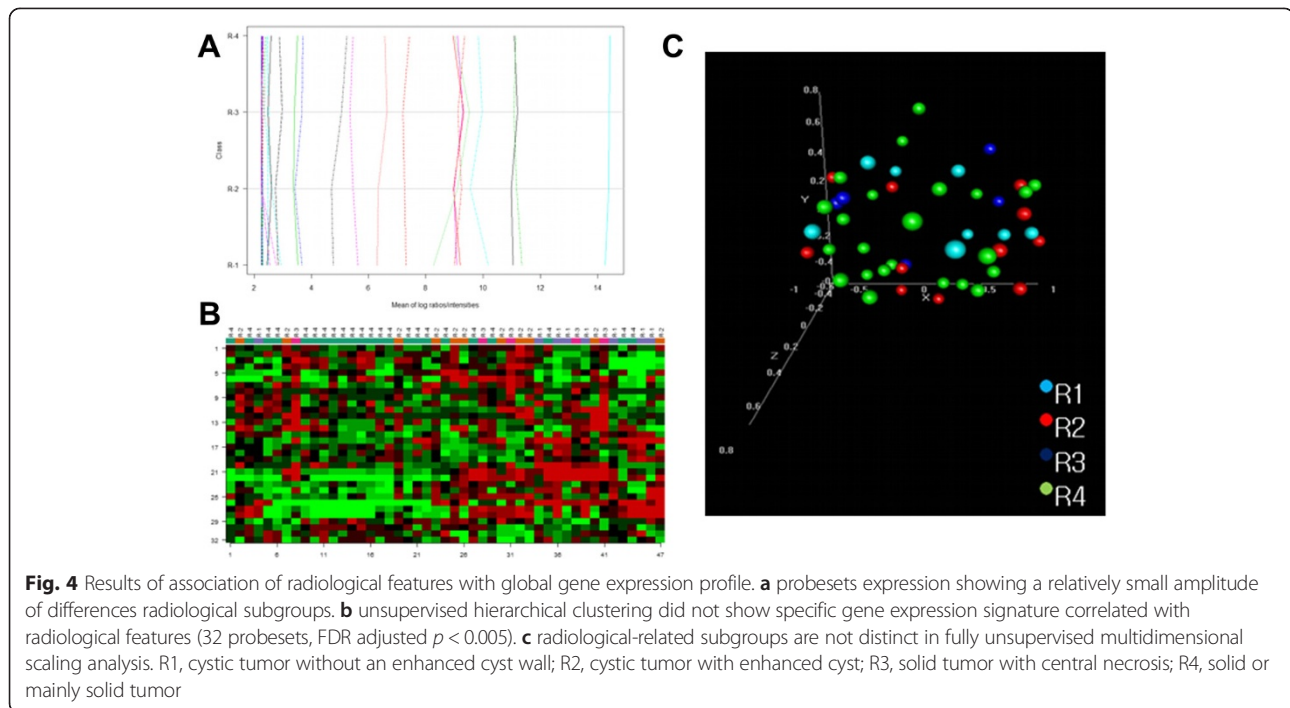 A
R-4
R-3
Class
R-2
R-1
2 4 6 8 10 12 14
Mean of log ratios/intensities
B
1
5
9
13
17
21
26
29
32
1 6 11 16 21 28 31 41 47
C
0.8
0.6
0.4
0.2
Y
0.2
-0.4
-1
-0.5
0
0.5
1
X
-0.2
0
0.2
Z
0.4
0.6
0.8
R1
R2
R3
R4
Fig. 4 Results of association of radiological features with global gene expression profile. a probesets expression showing a relatively small amplitude
of differences radiological subgroups. b unsupervised hierarchical clustering did not show specific gene expression signature correlated with
radiological features (32 probesets, FDR adjusted p < 0.005). c radiological-related subgroups are not distinct in fully unsupervised multidimensional
scaling analysis. R1, cystic tumor without an enhanced cyst wall; R2, cystic tumor with enhanced cyst; R3, solid tumor with central necrosis; R4, solid or
mainly solid tumor